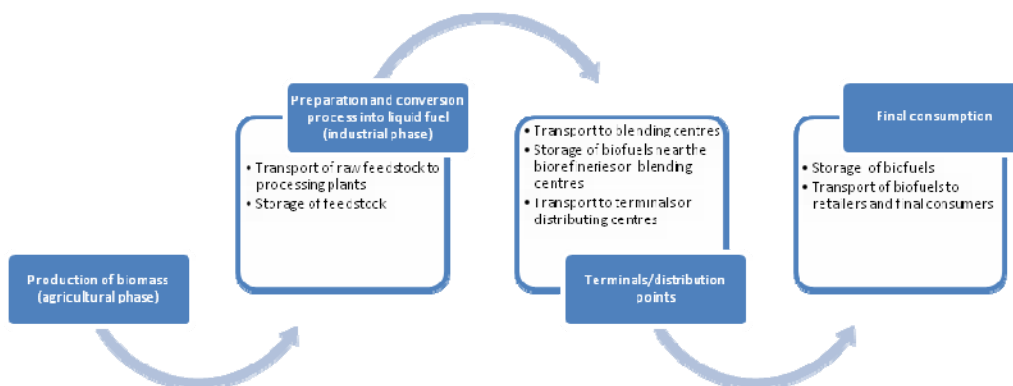 Production of biomass
(agricultural phase)
Preparation and conversion
process into liquid fuel
(industrial phase)
• Transport of raw feedstock to
processing plants
• Storage of feedstock
• Transport to blending centres
• Storage of biofuels near the
biorefineries or blending
centres
• Transport to terminals or
distributing centres
Terminals/distribution
points
Final consumption
• Storage of biofuels
• Transport of biofuels to
retailers and final consumers